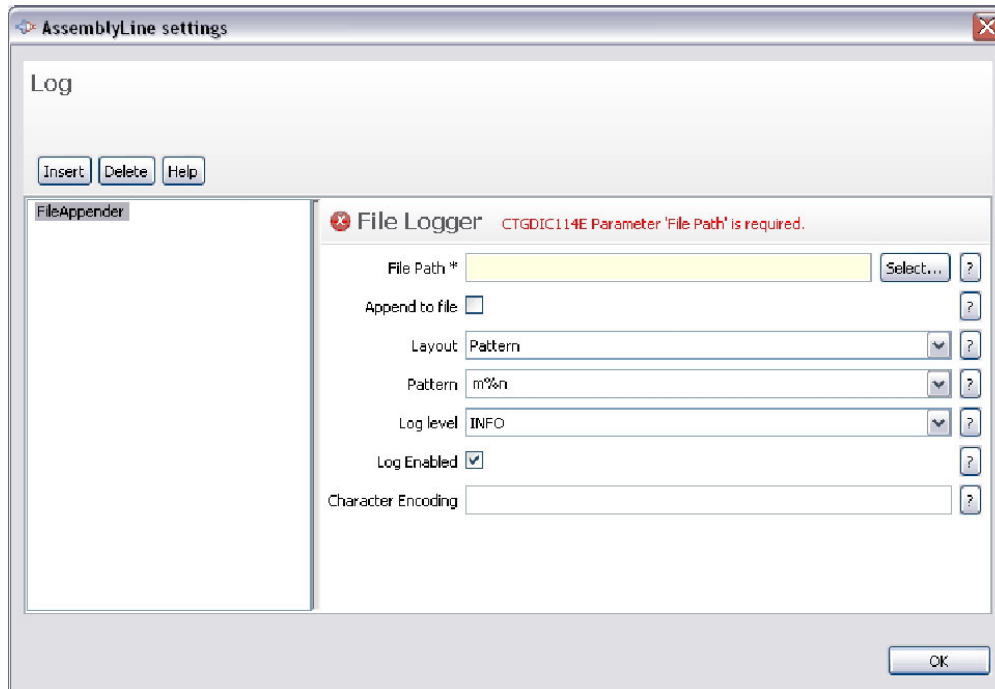 AssemblyLine settings
Log
Insert Delete Help
FileAppender
File Logger CTGDIC114E Parameter 'File Path' is required.
File Path * Select... ?
Append to file ?
Layout Pattern ?
Pattern m%n ?
Log level INFO ?
Log Enabled ?
Character Encoding ?
OK